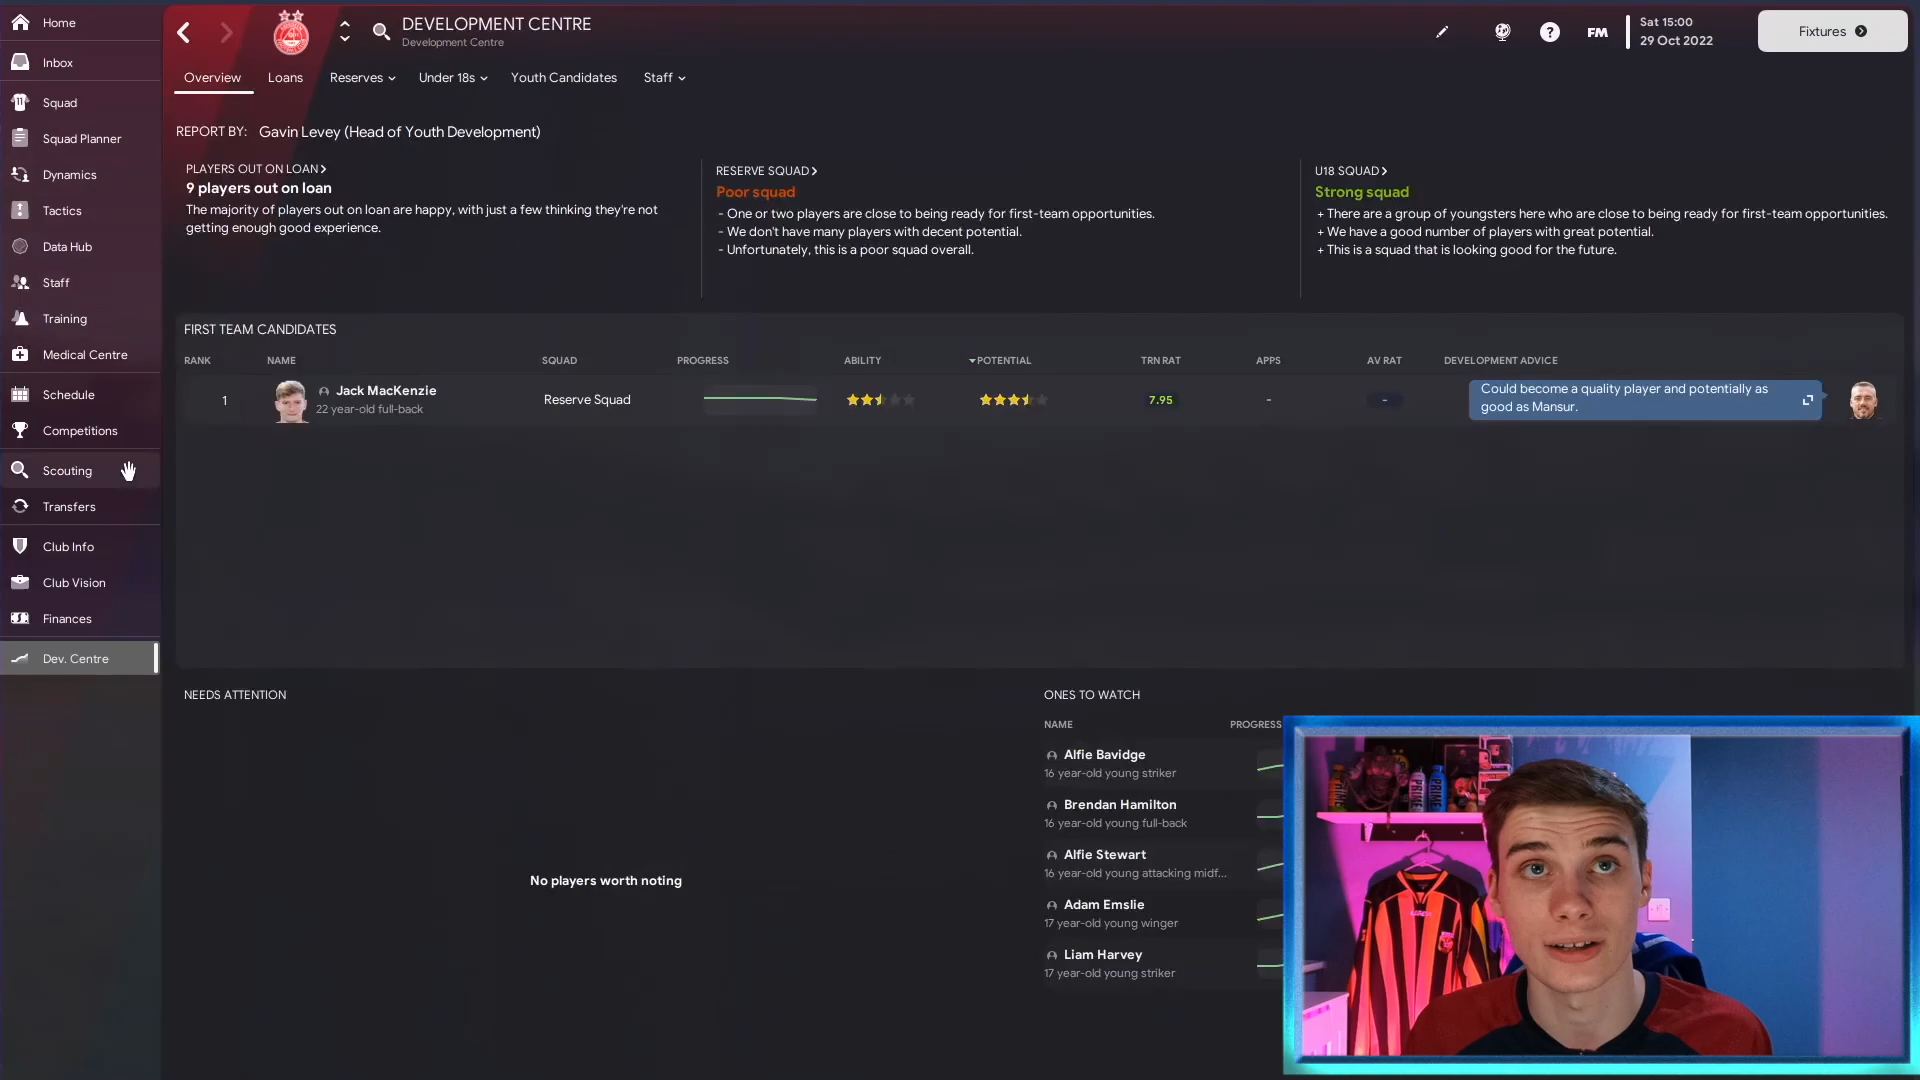 Home
Inbox
Squad
Squad Planner
Dynamics
Tactics
Data Hub
Staff
Training
Medical Centre
Schedule
Competitions
Scouting
Transfers
Club Info
Club Vision
Finances
Dev. Centre
DEVELOPMENT CENTRE
Development Centre
? FM
Sat 15:00
29 Oct 2022
Fixtures
Overview Loans Reserves Under 18s Youth Candidates Staff
REPORT BY: Gavin Levey (Head of Youth Development)
PLAYERS OUT ON LOAN
9 players out on loan
The majority of players out on loan are happy, with just a few thinking they're not
getting enough good experience.
RESERVE SQUAD
Poor squad
- One or two players are close to being ready for first-team opportunities.
- We don't have many players with decent potential.
- Unfortunately, this is a poor squad overall.
U18 SQUAD
Strong squad
+ There are a group of youngsters here who are close to being ready for first-team opportunities.
+ We have a good number of players with great potential.
+ This is a squad that is looking good for the future.
FIRST TEAM CANDIDATES
RANK NAME SQUAD PROGRESS ABILITY POTENTIAL TRN RAT APPS AV RAT DEVELOPMENT ADVICE
1 Jack MacKenzie Reserve Squad 7.95 - -
22 year-old full-back
Could become a quality player and potentially as
good as Mansur.
NEEDS ATTENTION
No players worth noting
ONES TO WATCH
NAME PROGRESS
Alfie Bavidge
16 year-old young striker
Brendan Hamilton
16 year-old young full-back
Alfie Stewart
16 year-old young attacking midf...
Adam Emslie
17 year-old young winger
Liam Harvey
17 year-old young striker
PRIME
PRIME